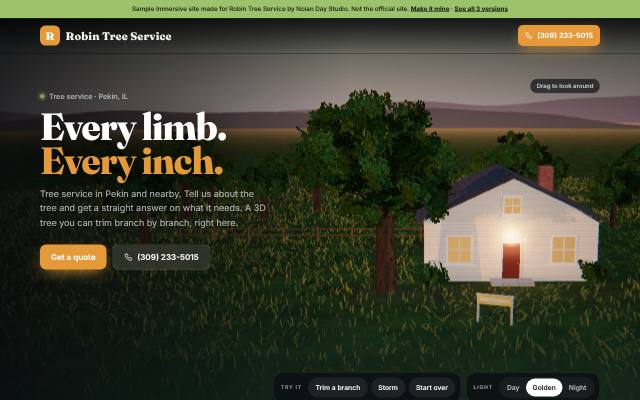 Sample Immersive site made for Robin Tree Service by Nolan Day Studio. Not the official site. Make it mine · See all 3 versions
R Robin Tree Service
(309) 233-5015
Drag to look around
Tree service · Pekin, IL
Every limb.
Every inch.
Tree service in Pekin and nearby. Tell us about the
tree and get a straight answer on what it needs. A 3D
tree you can trim branch by branch, right here.
Get a quote
(309) 233-5015
TRY IT Trim a branch Storm Start over
LIGHT Day Golden Night